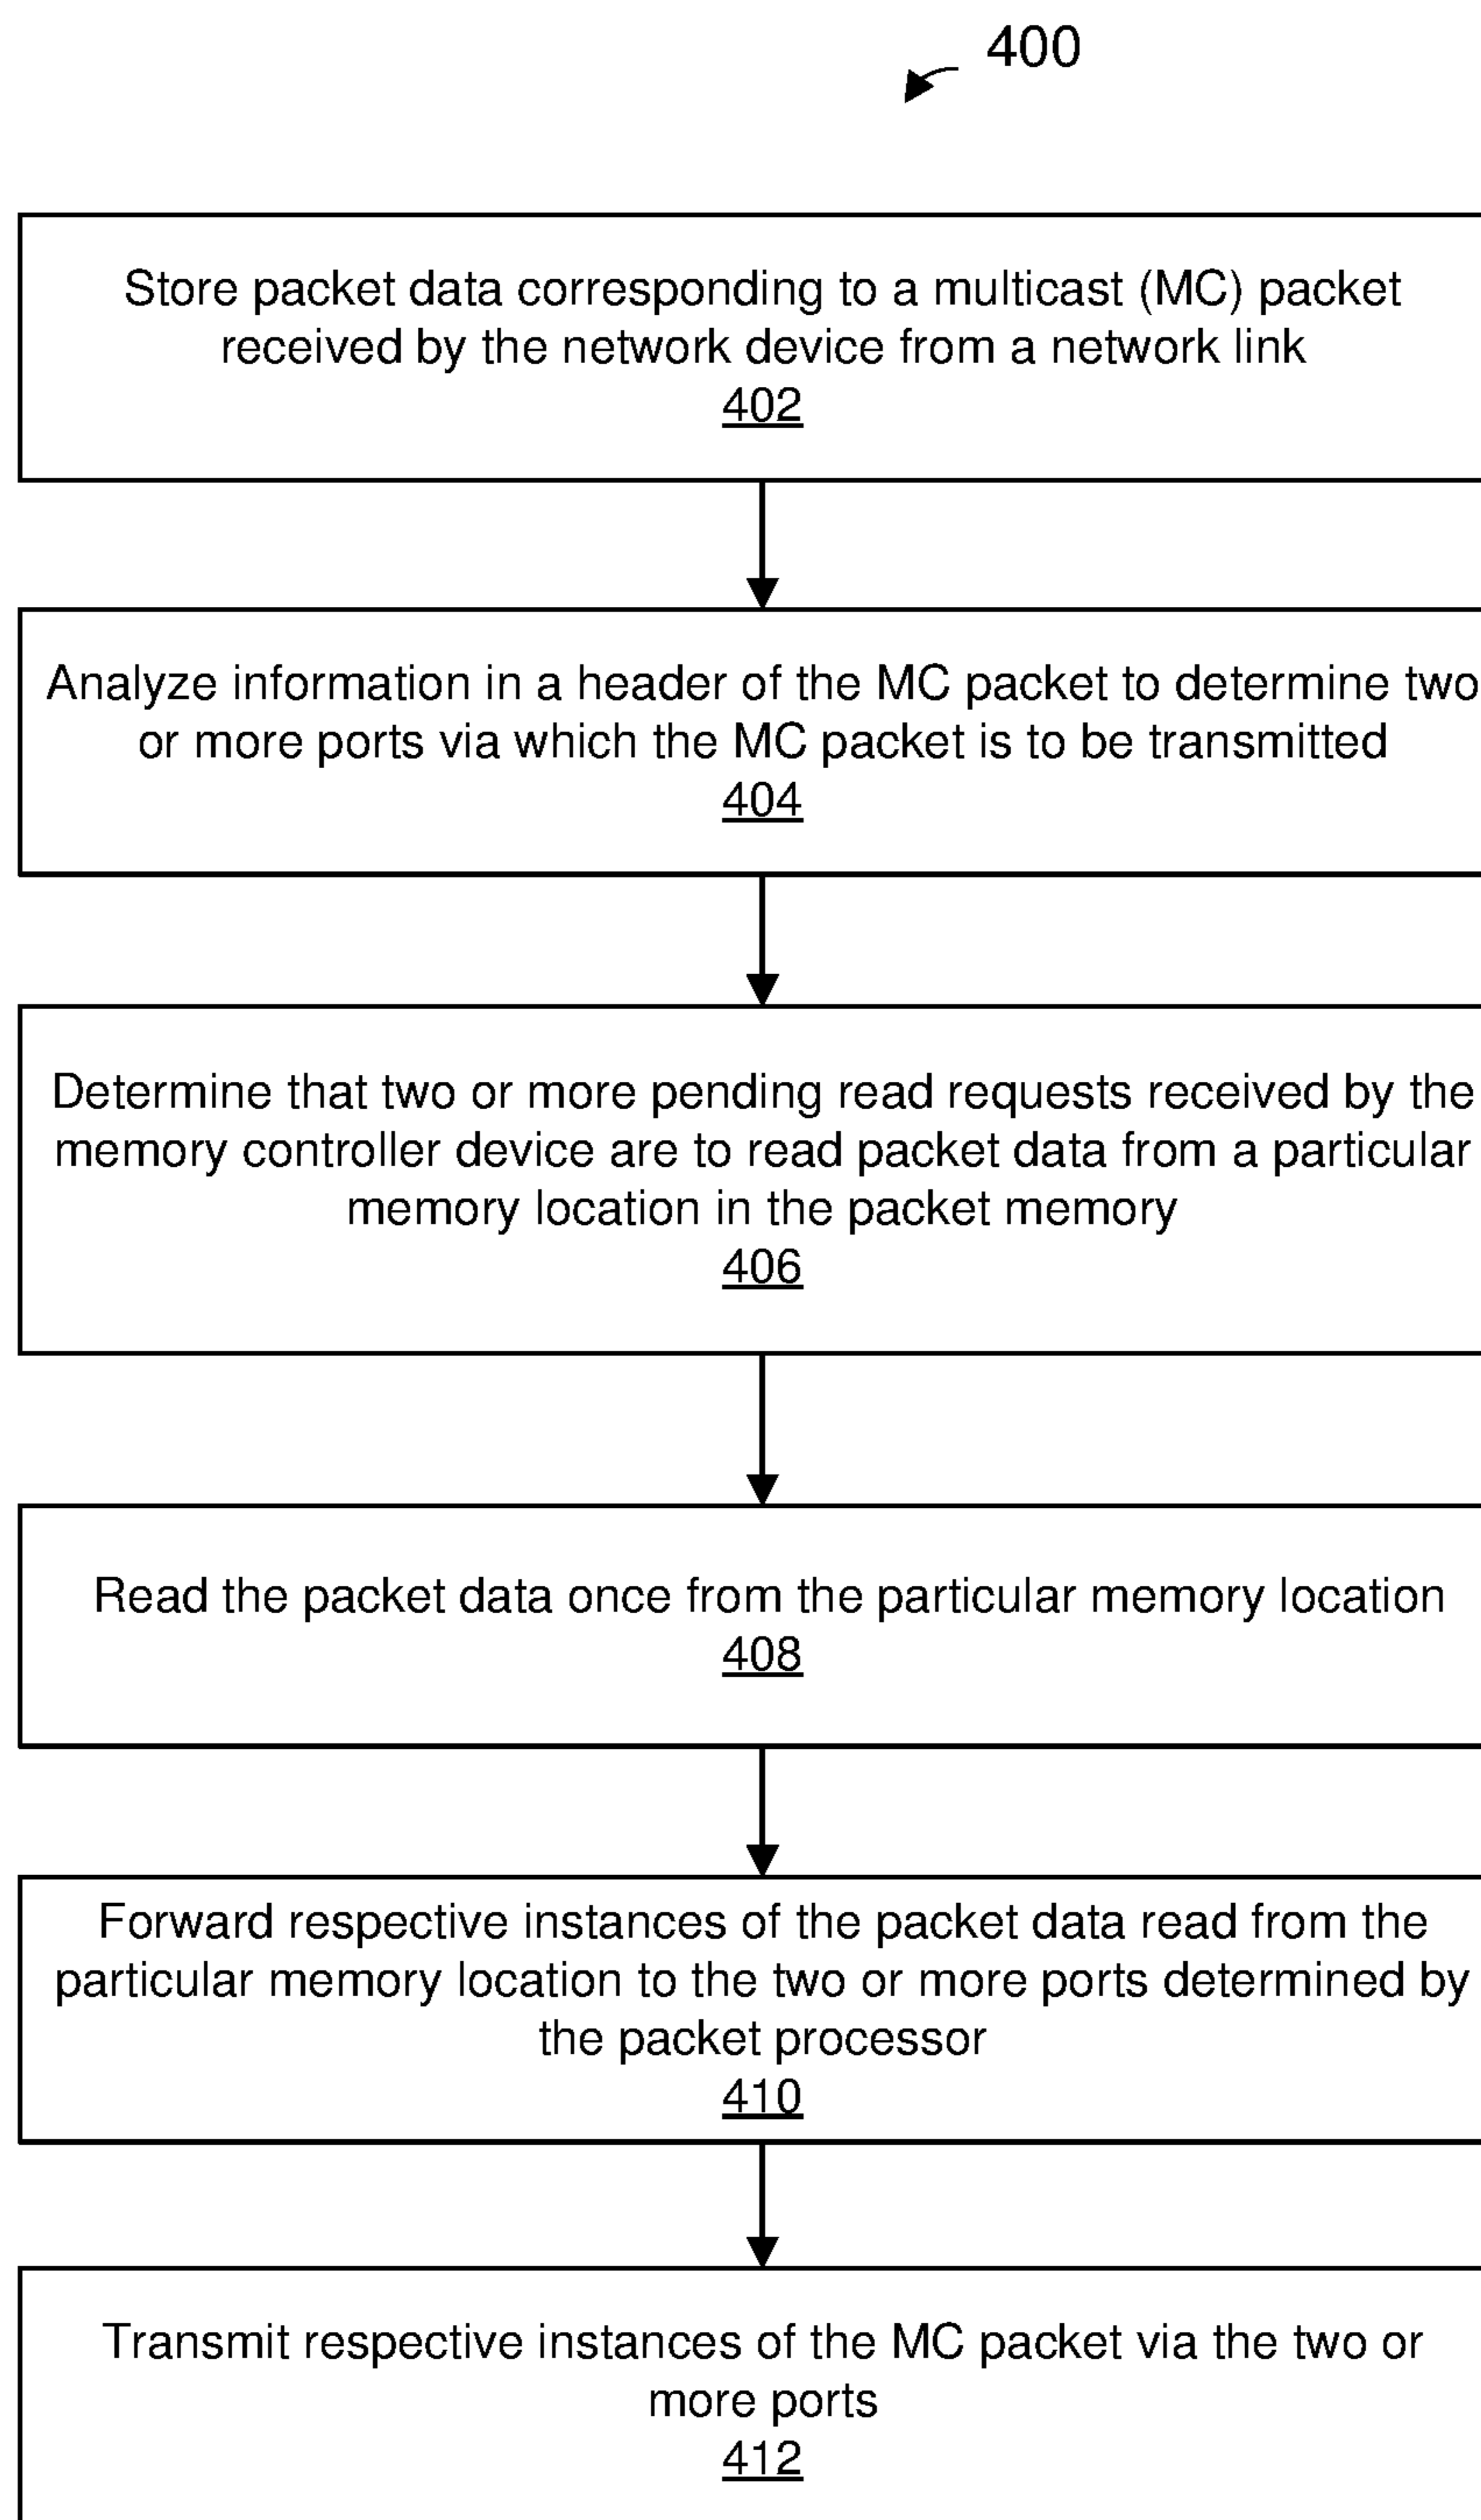 400
Store packet data corresponding to a multicast (MC) packet
received by the network device from a network link
402
Analyze information in a header of the MC packet to determine two
or more ports via which the MC packet is to be transmitted
404
Determine that two or more pending read requests received by the
memory controller device are to read packet data from a particular
memory location in the packet memory
406
Read the packet data once from the particular memory location
408
Forward respective instances of the packet data read from the
particular memory location to the two or more ports determined by
the packet processor
410
Transmit respective instances of the MC packet via the two or
more ports
412